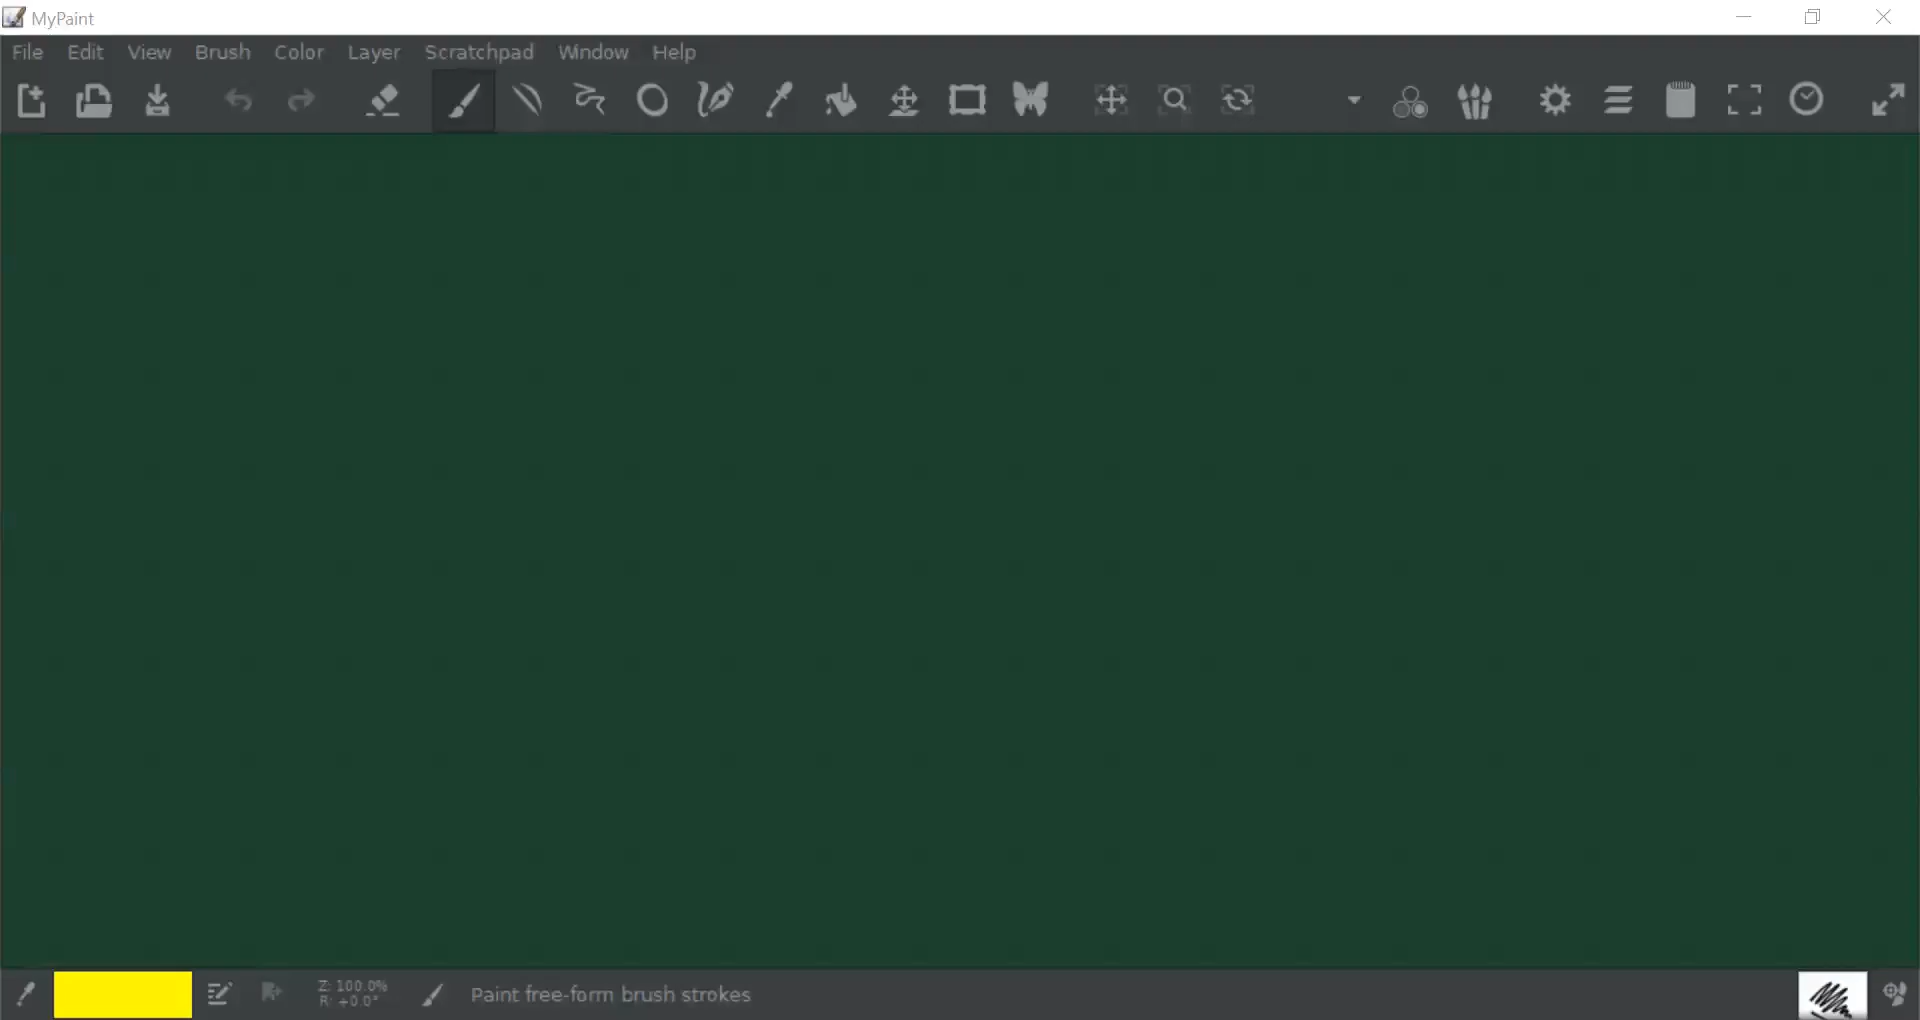 MyPaint
File Edit View Brush Color Layer Scratchpad Window Help
Z: 100.0%
R: +0.0°
Paint free-form brush strokes